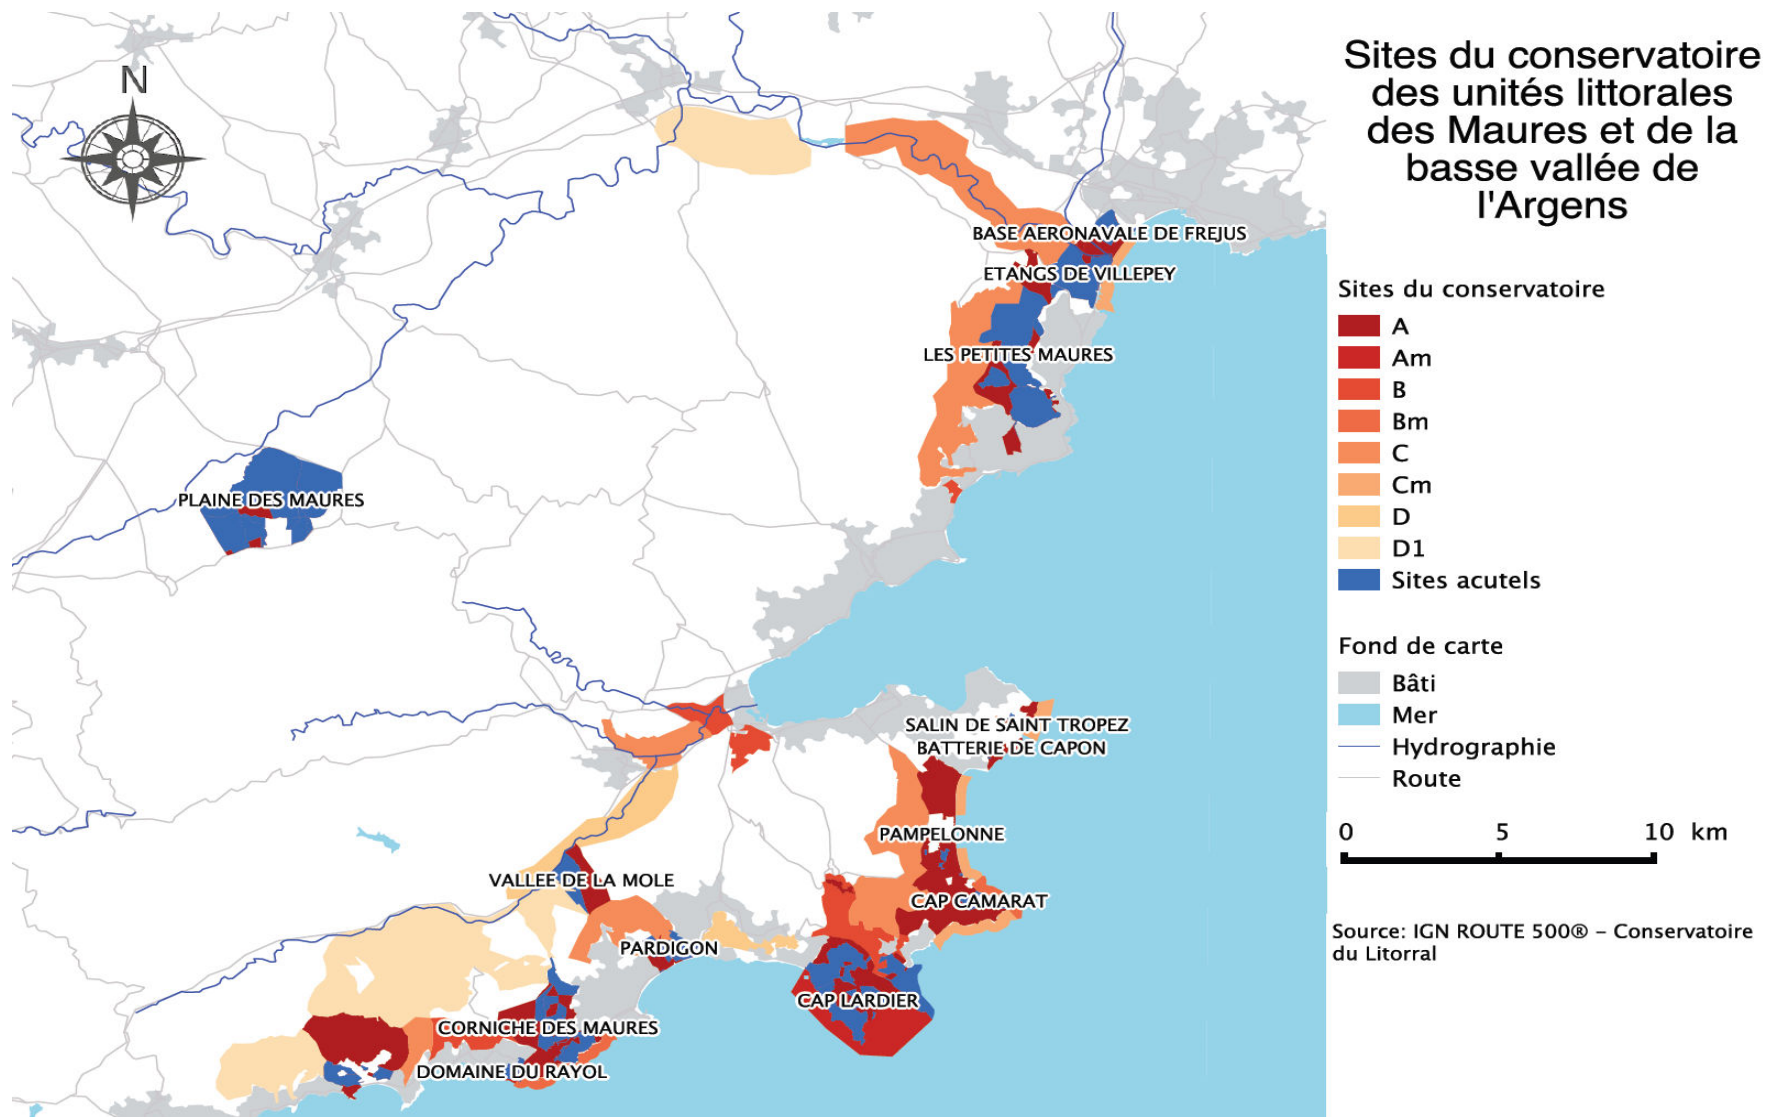 N
BASE AERONAVALE DE FREJUS
ETANGS DE VILLEPEY
LES PETITES MAURES
PLAINE DES MAURES
SALIN DE SAINT TROPEZ
BATTERIE DE CAPON
PAMPELONNE
VALLEE DE LA MOLE
CAP CAMARAT
PARDIGON
CAP LARDIER
CORNICHE DES MAURES
DOMAINE DU RAYOL
Sites du conservatoire
des unités littorales
des Maures et de la
basse vallée de
l'Argens
Sites du conservatoire
A
Am
B
Bm
C
Cm
D
D1
Sites acutels
Fond de carte
Bâti
Mer
Hydrographie
Route
0 5 10 km
Source: IGN ROUTE 500® – Conservatoire
du Litorral